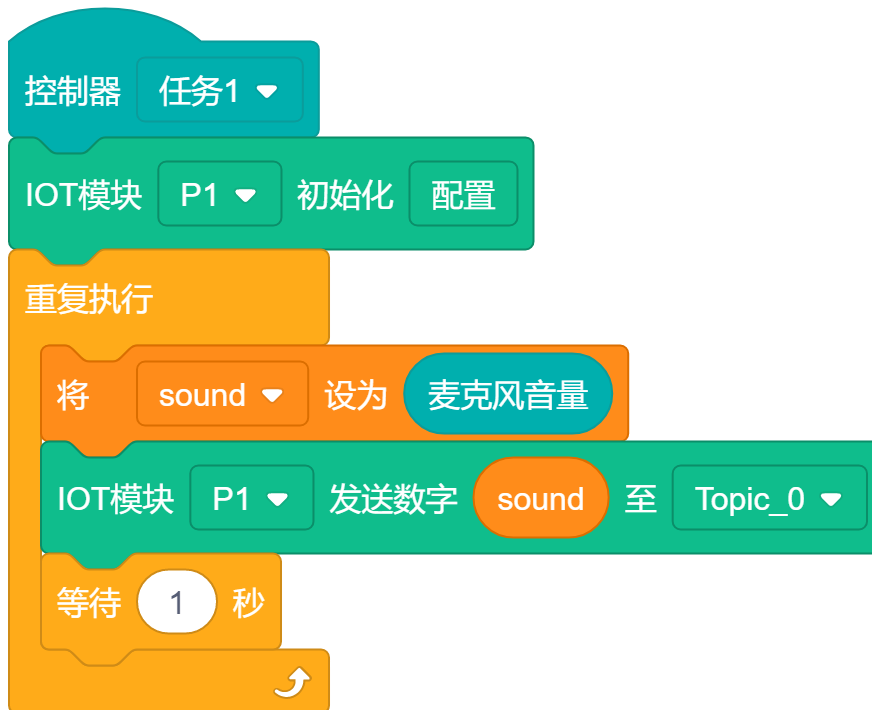 控制器 任务1
IOT模块 P1 初始化 配置
重复执行
将 sound 设为 麦克风音量
IOT模块 P1 发送数字 sound 至 Topic_0
等待 1 秒